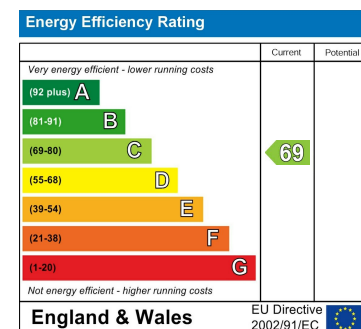 Energy Efficiency Rating
Current Potential
Very energy efficient - lower running costs
(92 plus) A
(81-91) B
(69-80) C
69
(55-68) D
(39-54) E
(21-38) F
(1-20) G
Not energy efficient - higher running costs
England & Wales
EU Directive
2002/91/EC